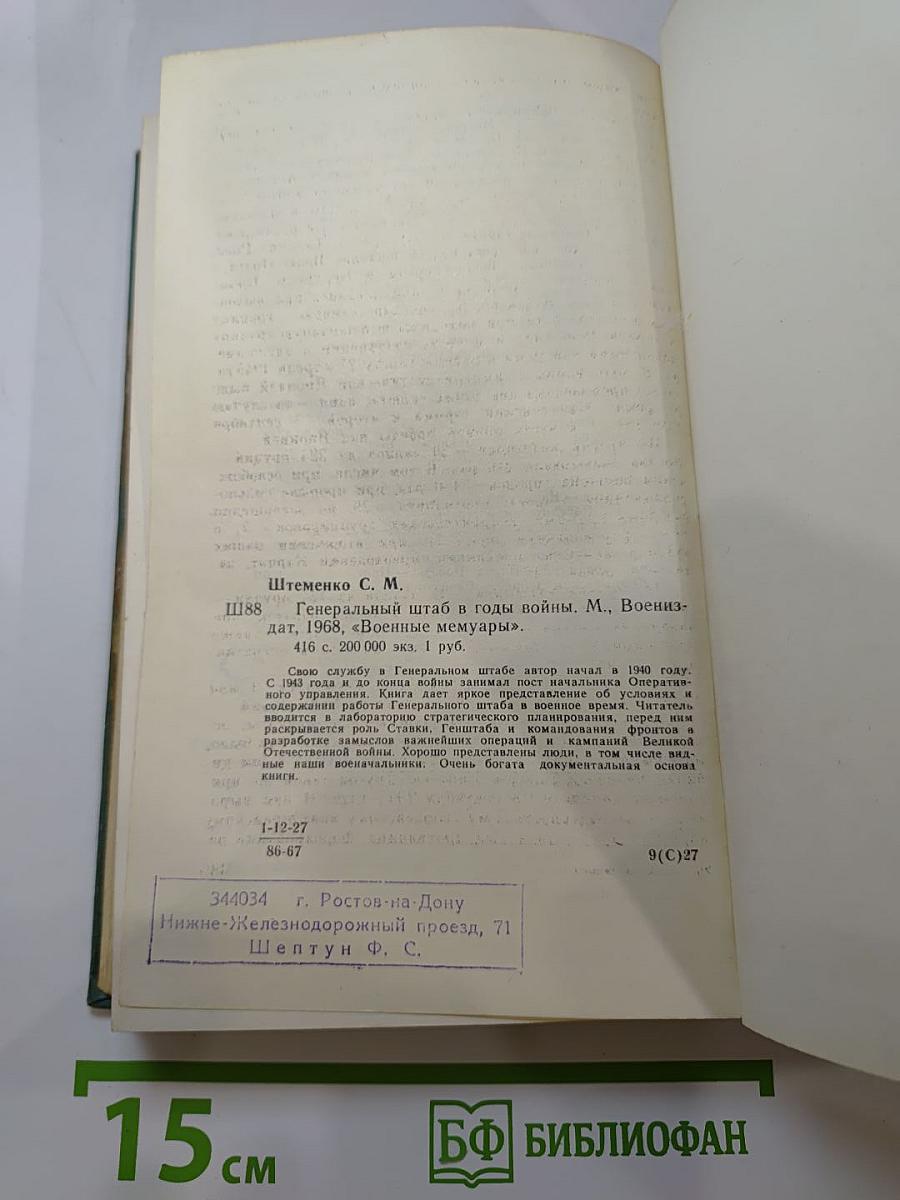 Штеменко С. М.
Ш88 Генеральный штаб в годы войны. М., Воениз-
дат, 1968, «Военные мемуары».
416 с. 200 000 экз. 1 руб.
Свою службу в Генеральном штабе автор начал в 1940 году.
С 1943 года и до конца войны занимал пост начальника Оператив-
ного управления. Книга дает яркое представление об условиях и
содержании работы Генерального штаба в военное время. Читатель
вводится в лабораторию стратегического планирования, перед ним
раскрывается роль Ставки, Генштаба и командования фронтов в
разработке замыслов важнейших операций и кампаний Великой
Отечественной войны. Хорошо представлены люди, в том числе вид-
ные наши военачальники. Очень богата документальная основа
книги.
1-12-27
86-67
9(С)27
344034 г. Ростов-на-Дону
Нижне-Железнодорожный проезд, 71
Шептун Ф. С.
15 см
БФ БИБЛИОФАН